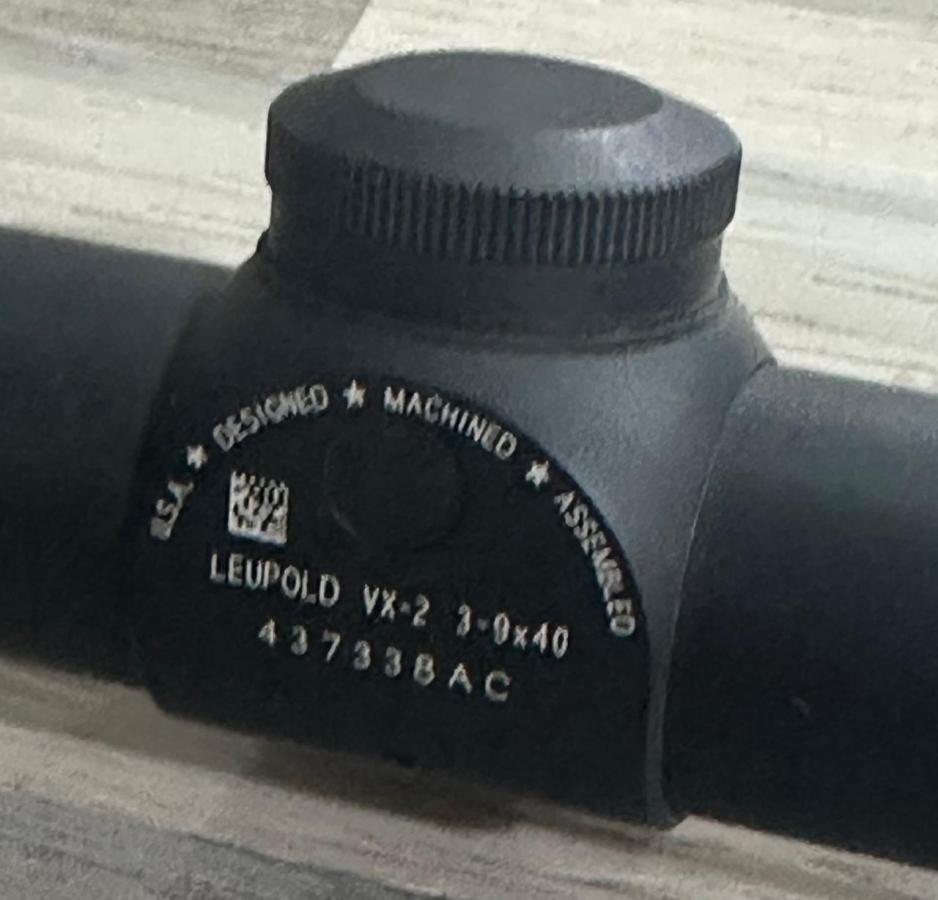 U.S.A. ★ DESIGNED ★ MACHINED ★ ASSEMBLED
LEUPOLD VX-2 3-9x40
437338AC